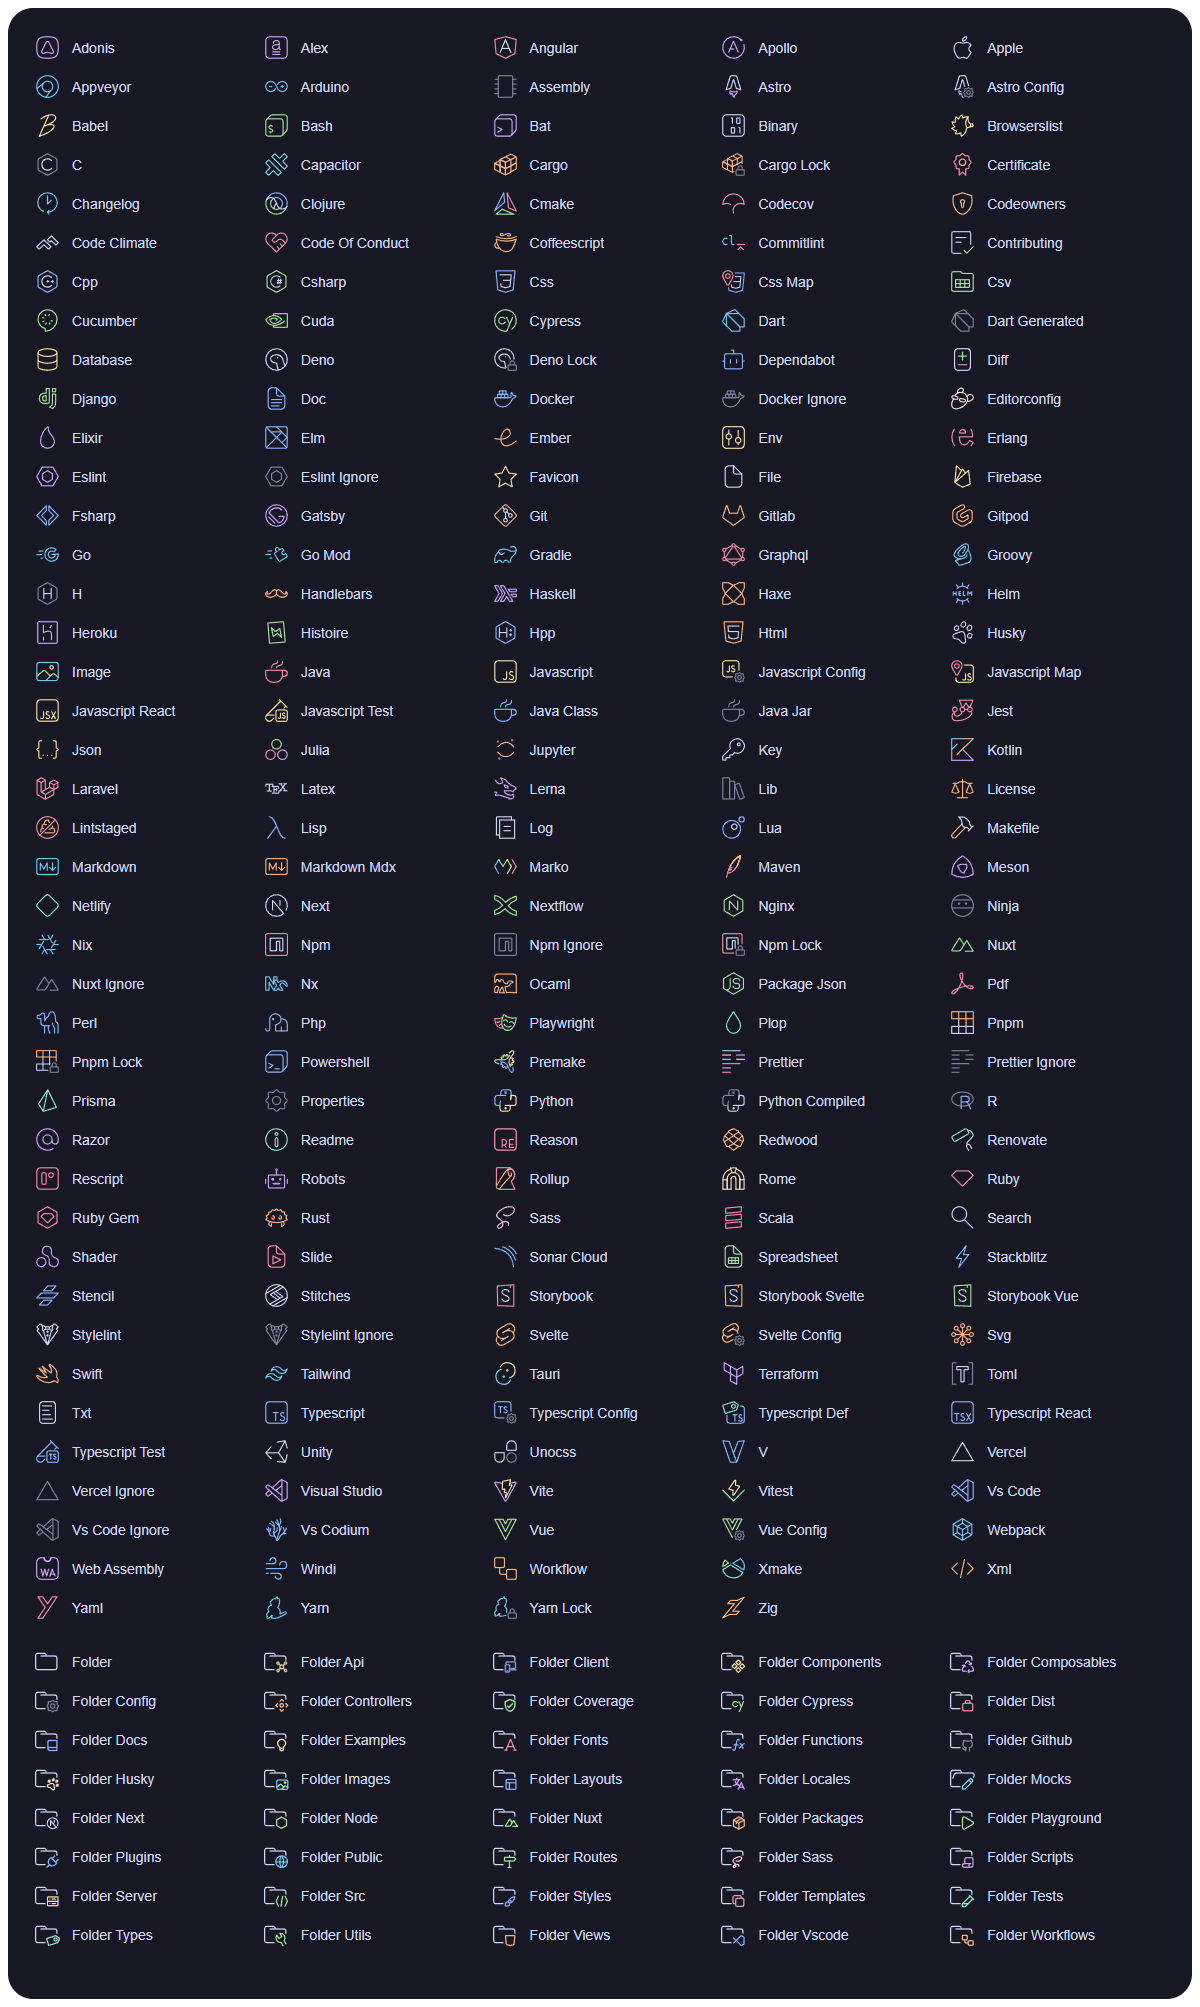 Adonis Alex Angular Apollo Apple
Appveyor Arduino Assembly Astro Astro Config
Babel Bash Bat Binary Browserslist
C Capacitor Cargo Cargo Lock Certificate
Changelog Clojure Cmake Codecov Codeowners
Code Climate Code Of Conduct Coffeescript Commitlint Contributing
Cpp Csharp Css Css Map Csv
Cucumber Cuda Cypress Dart Dart Generated
Database Deno Deno Lock Dependabot Diff
Django Doc Docker Docker Ignore Editorconfig
Elixir Elm Ember Env Erlang
Eslint Eslint Ignore Favicon File Firebase
Fsharp Gatsby Git Gitlab Gitpod
Go Go Mod Gradle Graphql Groovy
H Handlebars Haskell Haxe Helm
Heroku Histoire Hpp Html Husky
Image Java Javascript Javascript Config Javascript Map
Javascript React Javascript Test Java Class Java Jar Jest
Json Julia Jupyter Key Kotlin
Laravel Latex Lerna Lib License
Lintstaged Lisp Log Lua Makefile
Markdown Markdown Mdx Marko Maven Meson
Netlify Next Nextflow Nginx Ninja
Nix Npm Npm Ignore Npm Lock Nuxt
Nuxt Ignore Nx Ocaml Package Json Pdf
Perl Php Playwright Plop Pnpm
Pnpm Lock Powershell Premake Prettier Prettier Ignore
Prisma Properties Python Python Compiled R
Razor Readme Reason Redwood Renovate
Rescript Robots Rollup Rome Ruby
Ruby Gem Rust Sass Scala Search
Shader Slide Sonar Cloud Spreadsheet Stackblitz
Stencil Stitches Storybook Storybook Svelte Storybook Vue
Stylelint Stylelint Ignore Svelte Svelte Config Svg
Swift Tailwind Tauri Terraform Toml
Txt Typescript Typescript Config Typescript Def Typescript React
Typescript Test Unity Unocss V Vercel
Vercel Ignore Visual Studio Vite Vitest Vs Code
Vs Code Ignore Vs Codium Vue Vue Config Webpack
Web Assembly Windi Workflow Xmake Xml
Yaml Yarn Yarn Lock Zig
Folder Folder Api Folder Client Folder Components Folder Composables
Folder Config Folder Controllers Folder Coverage Folder Cypress Folder Dist
Folder Docs Folder Examples Folder Fonts Folder Functions Folder Github
Folder Husky Folder Images Folder Layouts Folder Locales Folder Mocks
Folder Next Folder Node Folder Nuxt Folder Packages Folder Playground
Folder Plugins Folder Public Folder Routes Folder Sass Folder Scripts
Folder Server Folder Src Folder Styles Folder Templates Folder Tests
Folder Types Folder Utils Folder Views Folder Vscode Folder Workflows